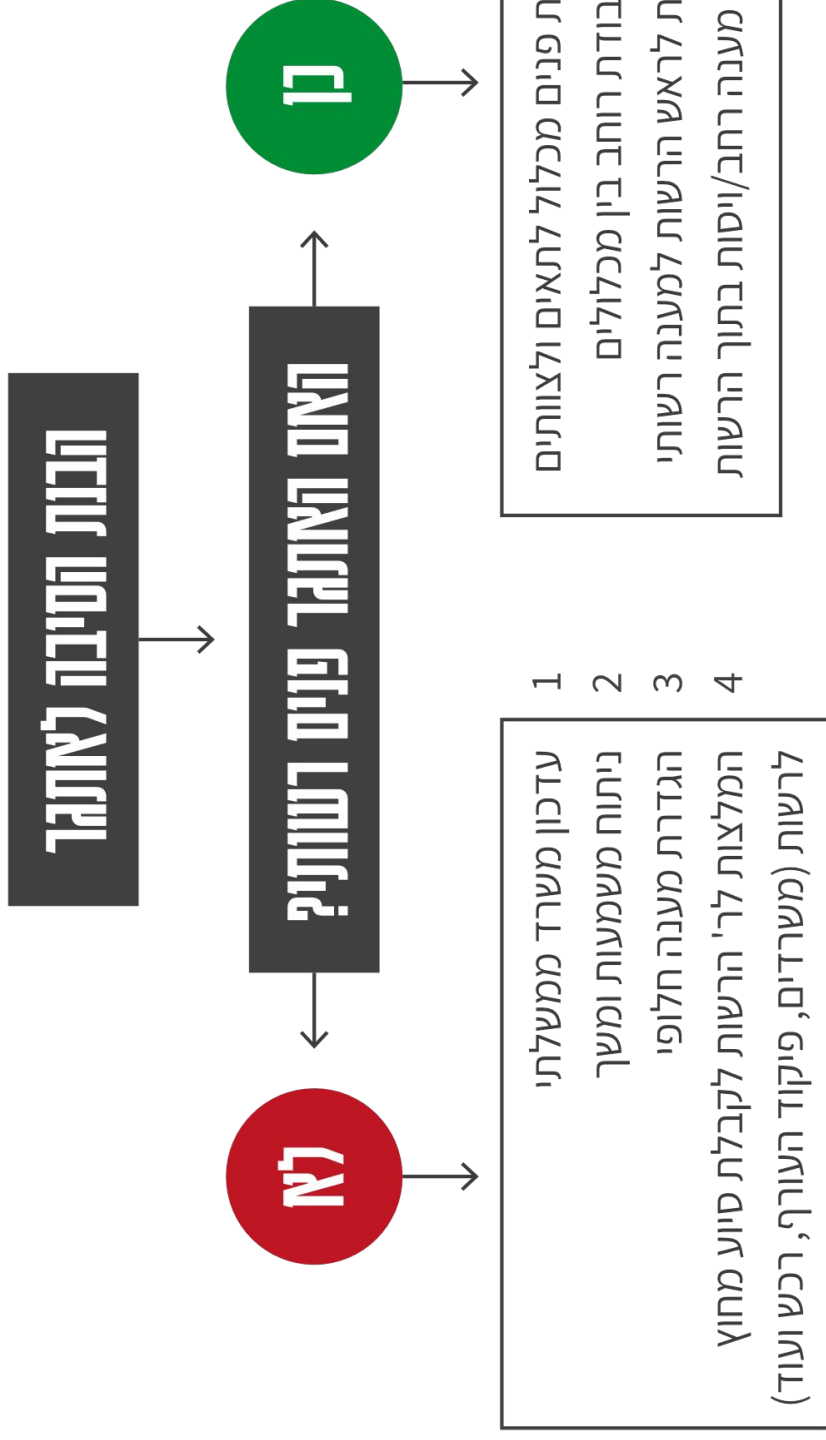 הבנת הסיבה לאתגר
האם האתגר פנים רשותי?
כן
פנים מכלול לתאים ולצוותים
רוחב בין מכלולים
לראש הרשות למענה רשותי
מענה רחב/ויסות בתוך הרשות
לא
1 עדכון משרד ממשלתי
2 ניתוח משמעות ומשך
3 הגדרת מענה חלופי
4 המלצות לר' הרשות לקבלת סיוע מחוץ
לרשות (משרדים, פיקוד העורף, רכש ועוד)